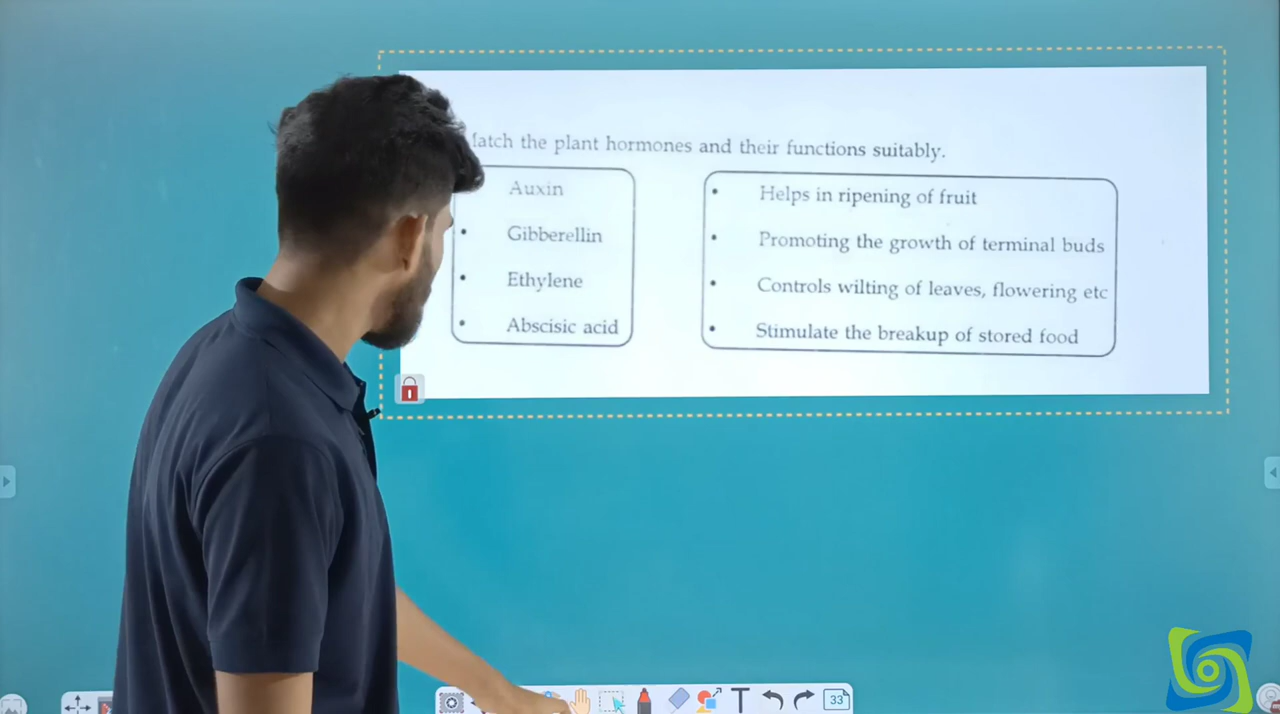 latch the plant hormones and their functions suitably.
Auxin
• Gibberellin
• Ethylene
• Abscisic acid
• Helps in ripening of fruit
• Promoting the growth of terminal buds
• Controls wilting of leaves, flowering etc
• Stimulate the breakup of stored food
T
33